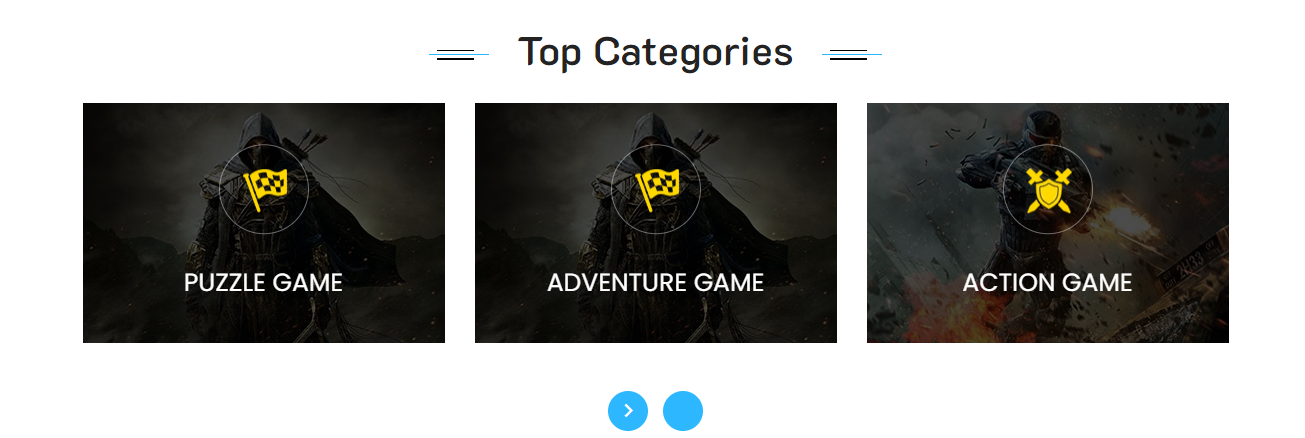 Top Categories
PUZZLE GAME
ADVENTURE GAME
ACTION GAME